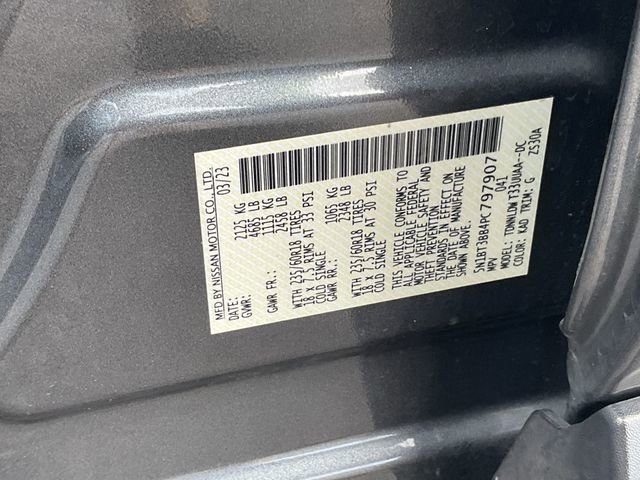 MFD BY NISSAN MOTOR CO., LTD.
DATE: 03/23
GVWR: 2125 KG
4685 LB
GAWR FR.: 1115 KG
2458 LB
WITH 235/60R18 TIRES
18 X 7.5 RIMS AT 33 PSI
COLD SINGLE
GAWR RR.: 1065 KG
2348 LB
WITH 235/60R18 TIRES
18 X 7.5 RIMS AT 30 PSI
COLD SINGLE
THIS VEHICLE CONFORMS TO
ALL APPLICABLE FEDERAL
MOTOR VEHICLE SAFETY AND
THEFT PREVENTION
STANDARDS IN EFFECT ON
THE DATE OF MANUFACTURE
SHOWN ABOVE.
5N1BT3BB4PC797907
MPV D41
MODEL: TDNNLJW T33UUAA--DC
COLOR: KAD TRIM: G ZS30A